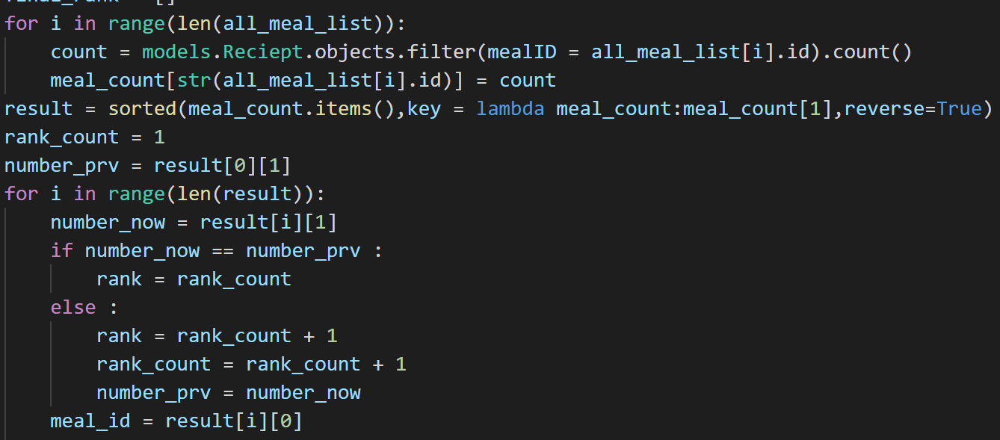 for i in range(len(all_meal_list)):
    count = models.Reciept.objects.filter(mealID = all_meal_list[i].id).count()
    meal_count[str(all_meal_list[i].id)] = count
result = sorted(meal_count.items(),key = lambda meal_count:meal_count[1],reverse=True)
rank_count = 1
number_prv = result[0][1]
for i in range(len(result)):
    number_now = result[i][1]
    if number_now == number_prv :
        rank = rank_count
    else :
        rank = rank_count + 1
        rank_count = rank_count + 1
        number_prv = number_now
    meal_id = result[i][0]